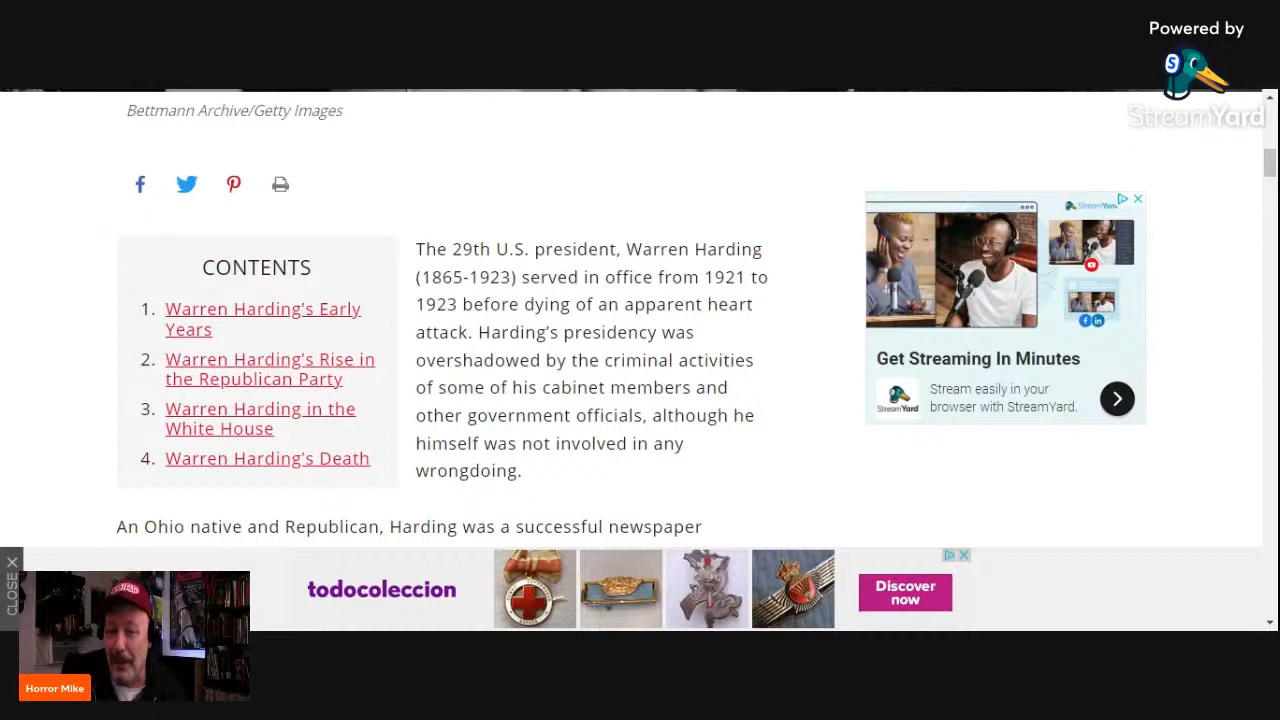 Powered by
StreamYard
Bettmann Archive/Getty Images
CONTENTS
1. Warren Harding's Early
Years
2. Warren Harding's Rise in
the Republican Party
3. Warren Harding in the
White House
4. Warren Harding's Death
The 29th U.S. president, Warren Harding
(1865-1923) served in office from 1921 to
1923 before dying of an apparent heart
attack. Harding's presidency was
overshadowed by the criminal activities
of some of his cabinet members and
other government officials, although he
himself was not involved in any
wrongdoing.
An Ohio native and Republican, Harding was a successful newspaper
StreamYard
Get Streaming In Minutes
StreamYard
Stream easily in your
browser with StreamYard.
CLOSE X
todocoleccion
Discover
now
Horror Mike